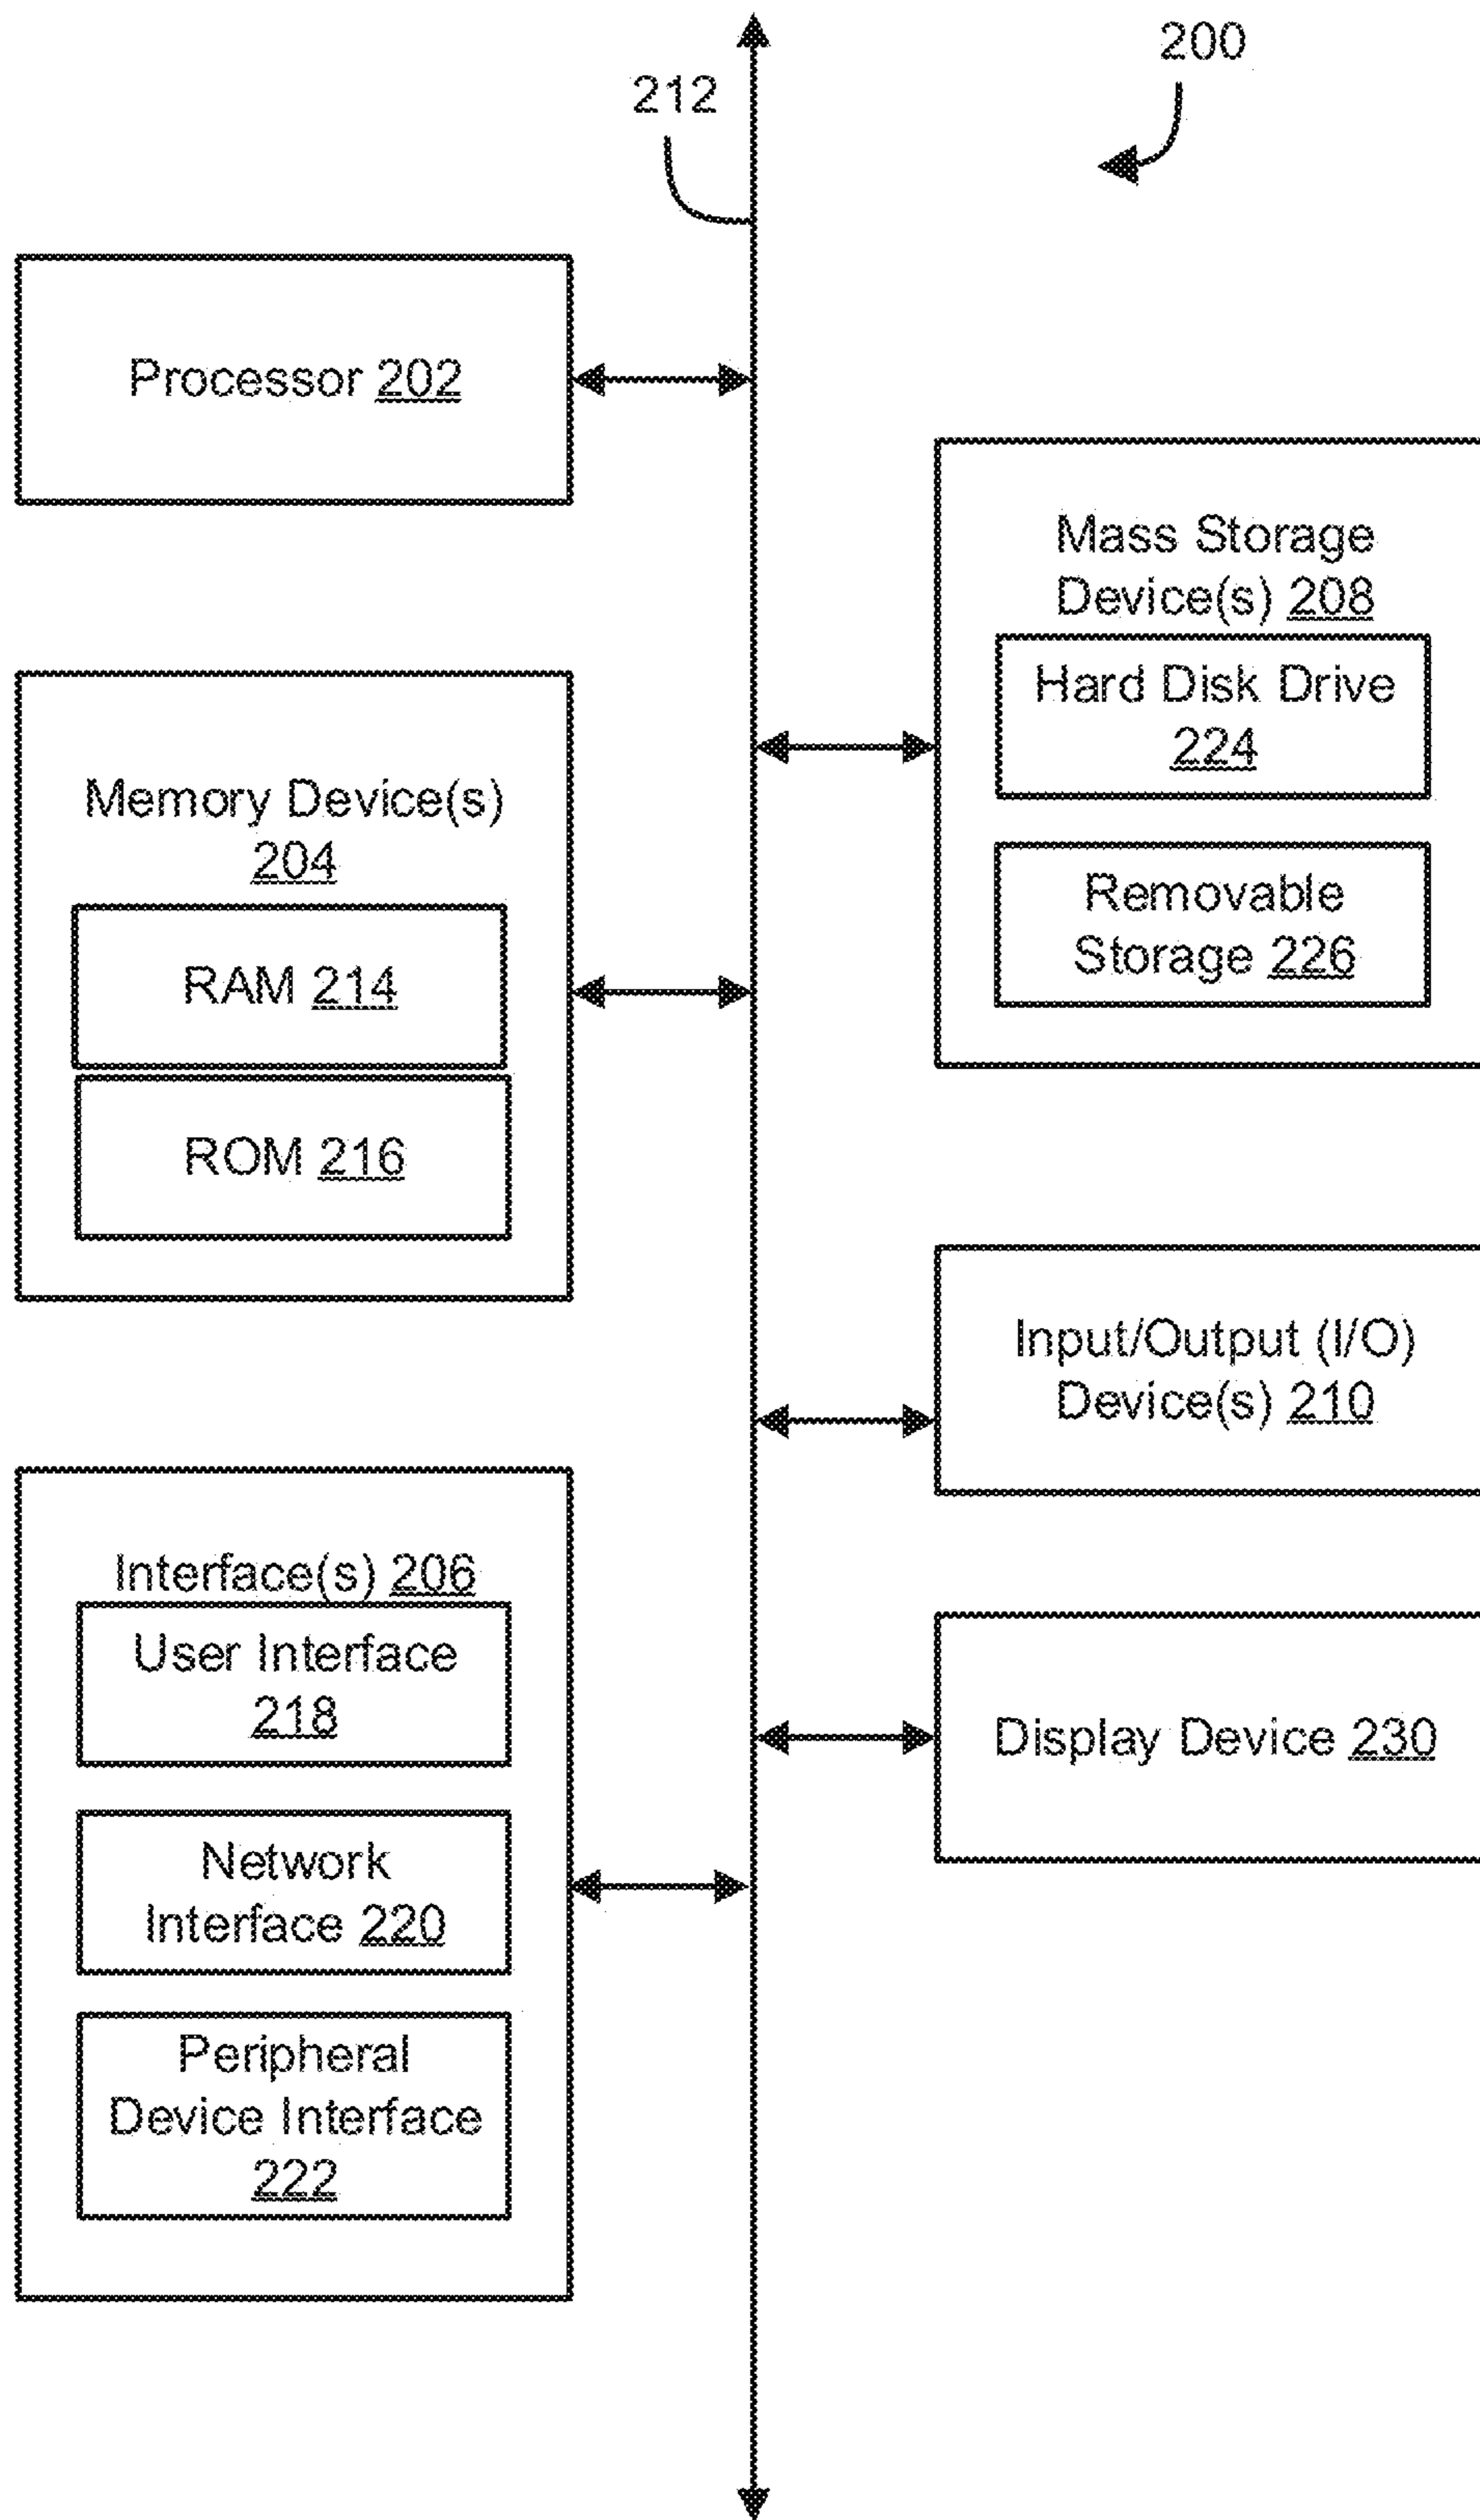 200
212
Processor 202
Mass Storage
Device(s) 208
Hard Disk Drive
224
Removable
Storage 226
Memory Device(s)
204
RAM 214
ROM 216
Input/Output (I/O)
Device(s) 210
Interface(s) 206
User Interface
218
Network
Interface 220
Peripheral
Device Interface
222
Display Device 230